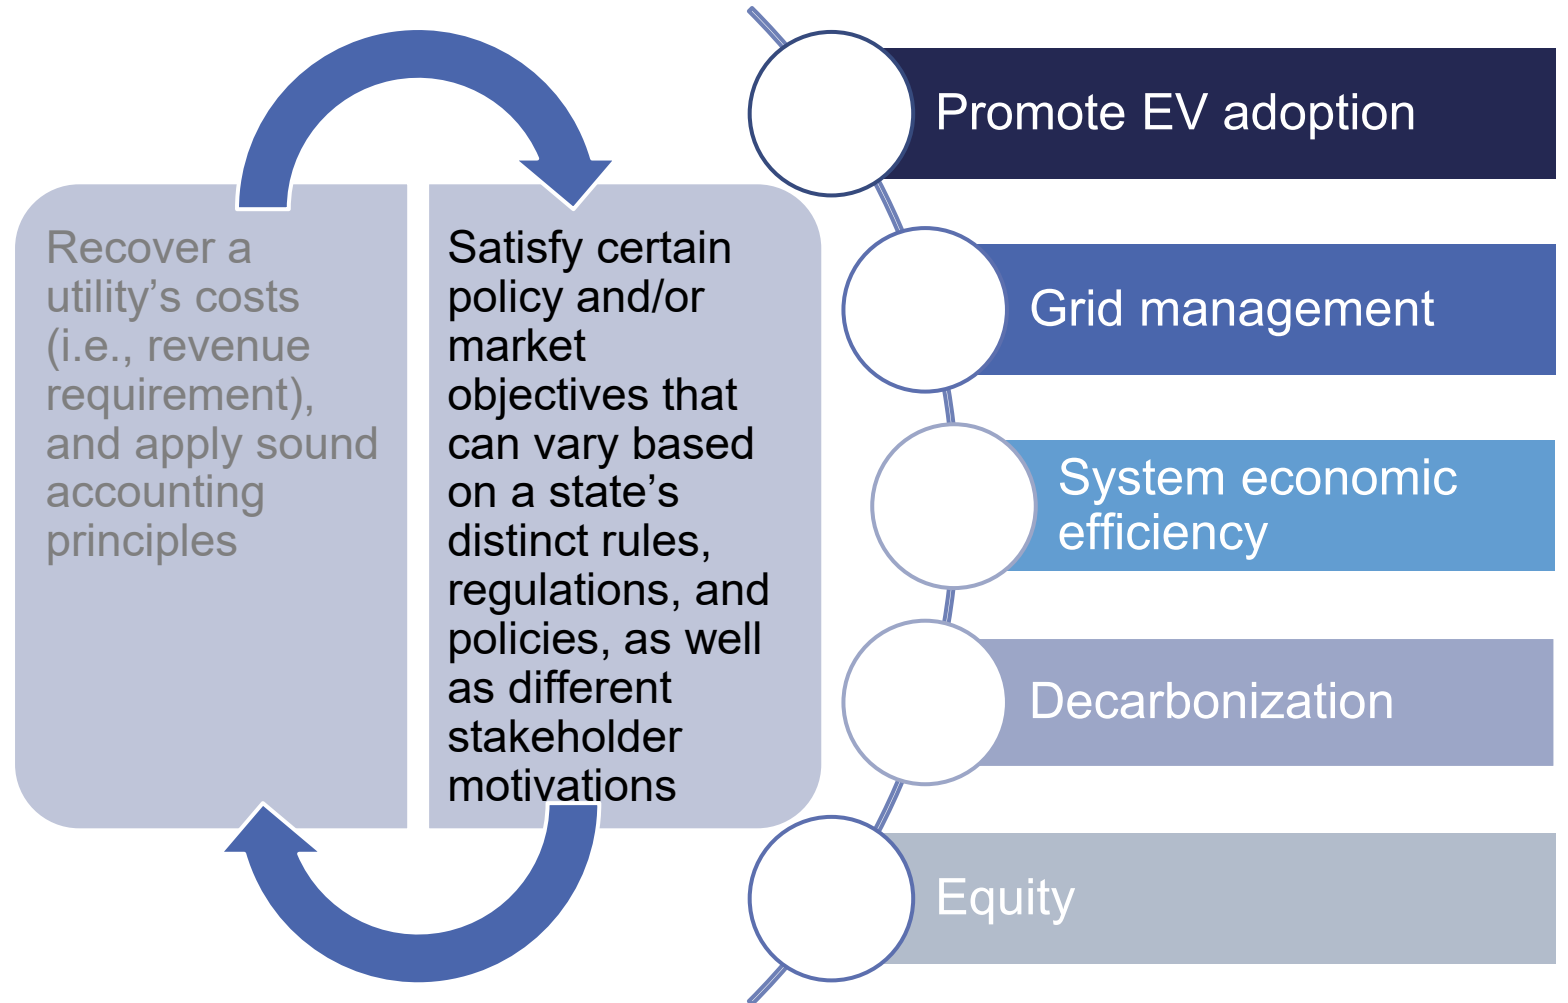 Recover a
utility’s costs
(i.e., revenue
requirement),
and apply sound
accounting
principles
Satisfy certain
policy and/or
market
objectives that
can vary based
on a state’s
distinct rules,
regulations, and
policies, as well
as different
stakeholder
motivations
Promote EV adoption
Grid management
System economic
efficiency
Decarbonization
Equity